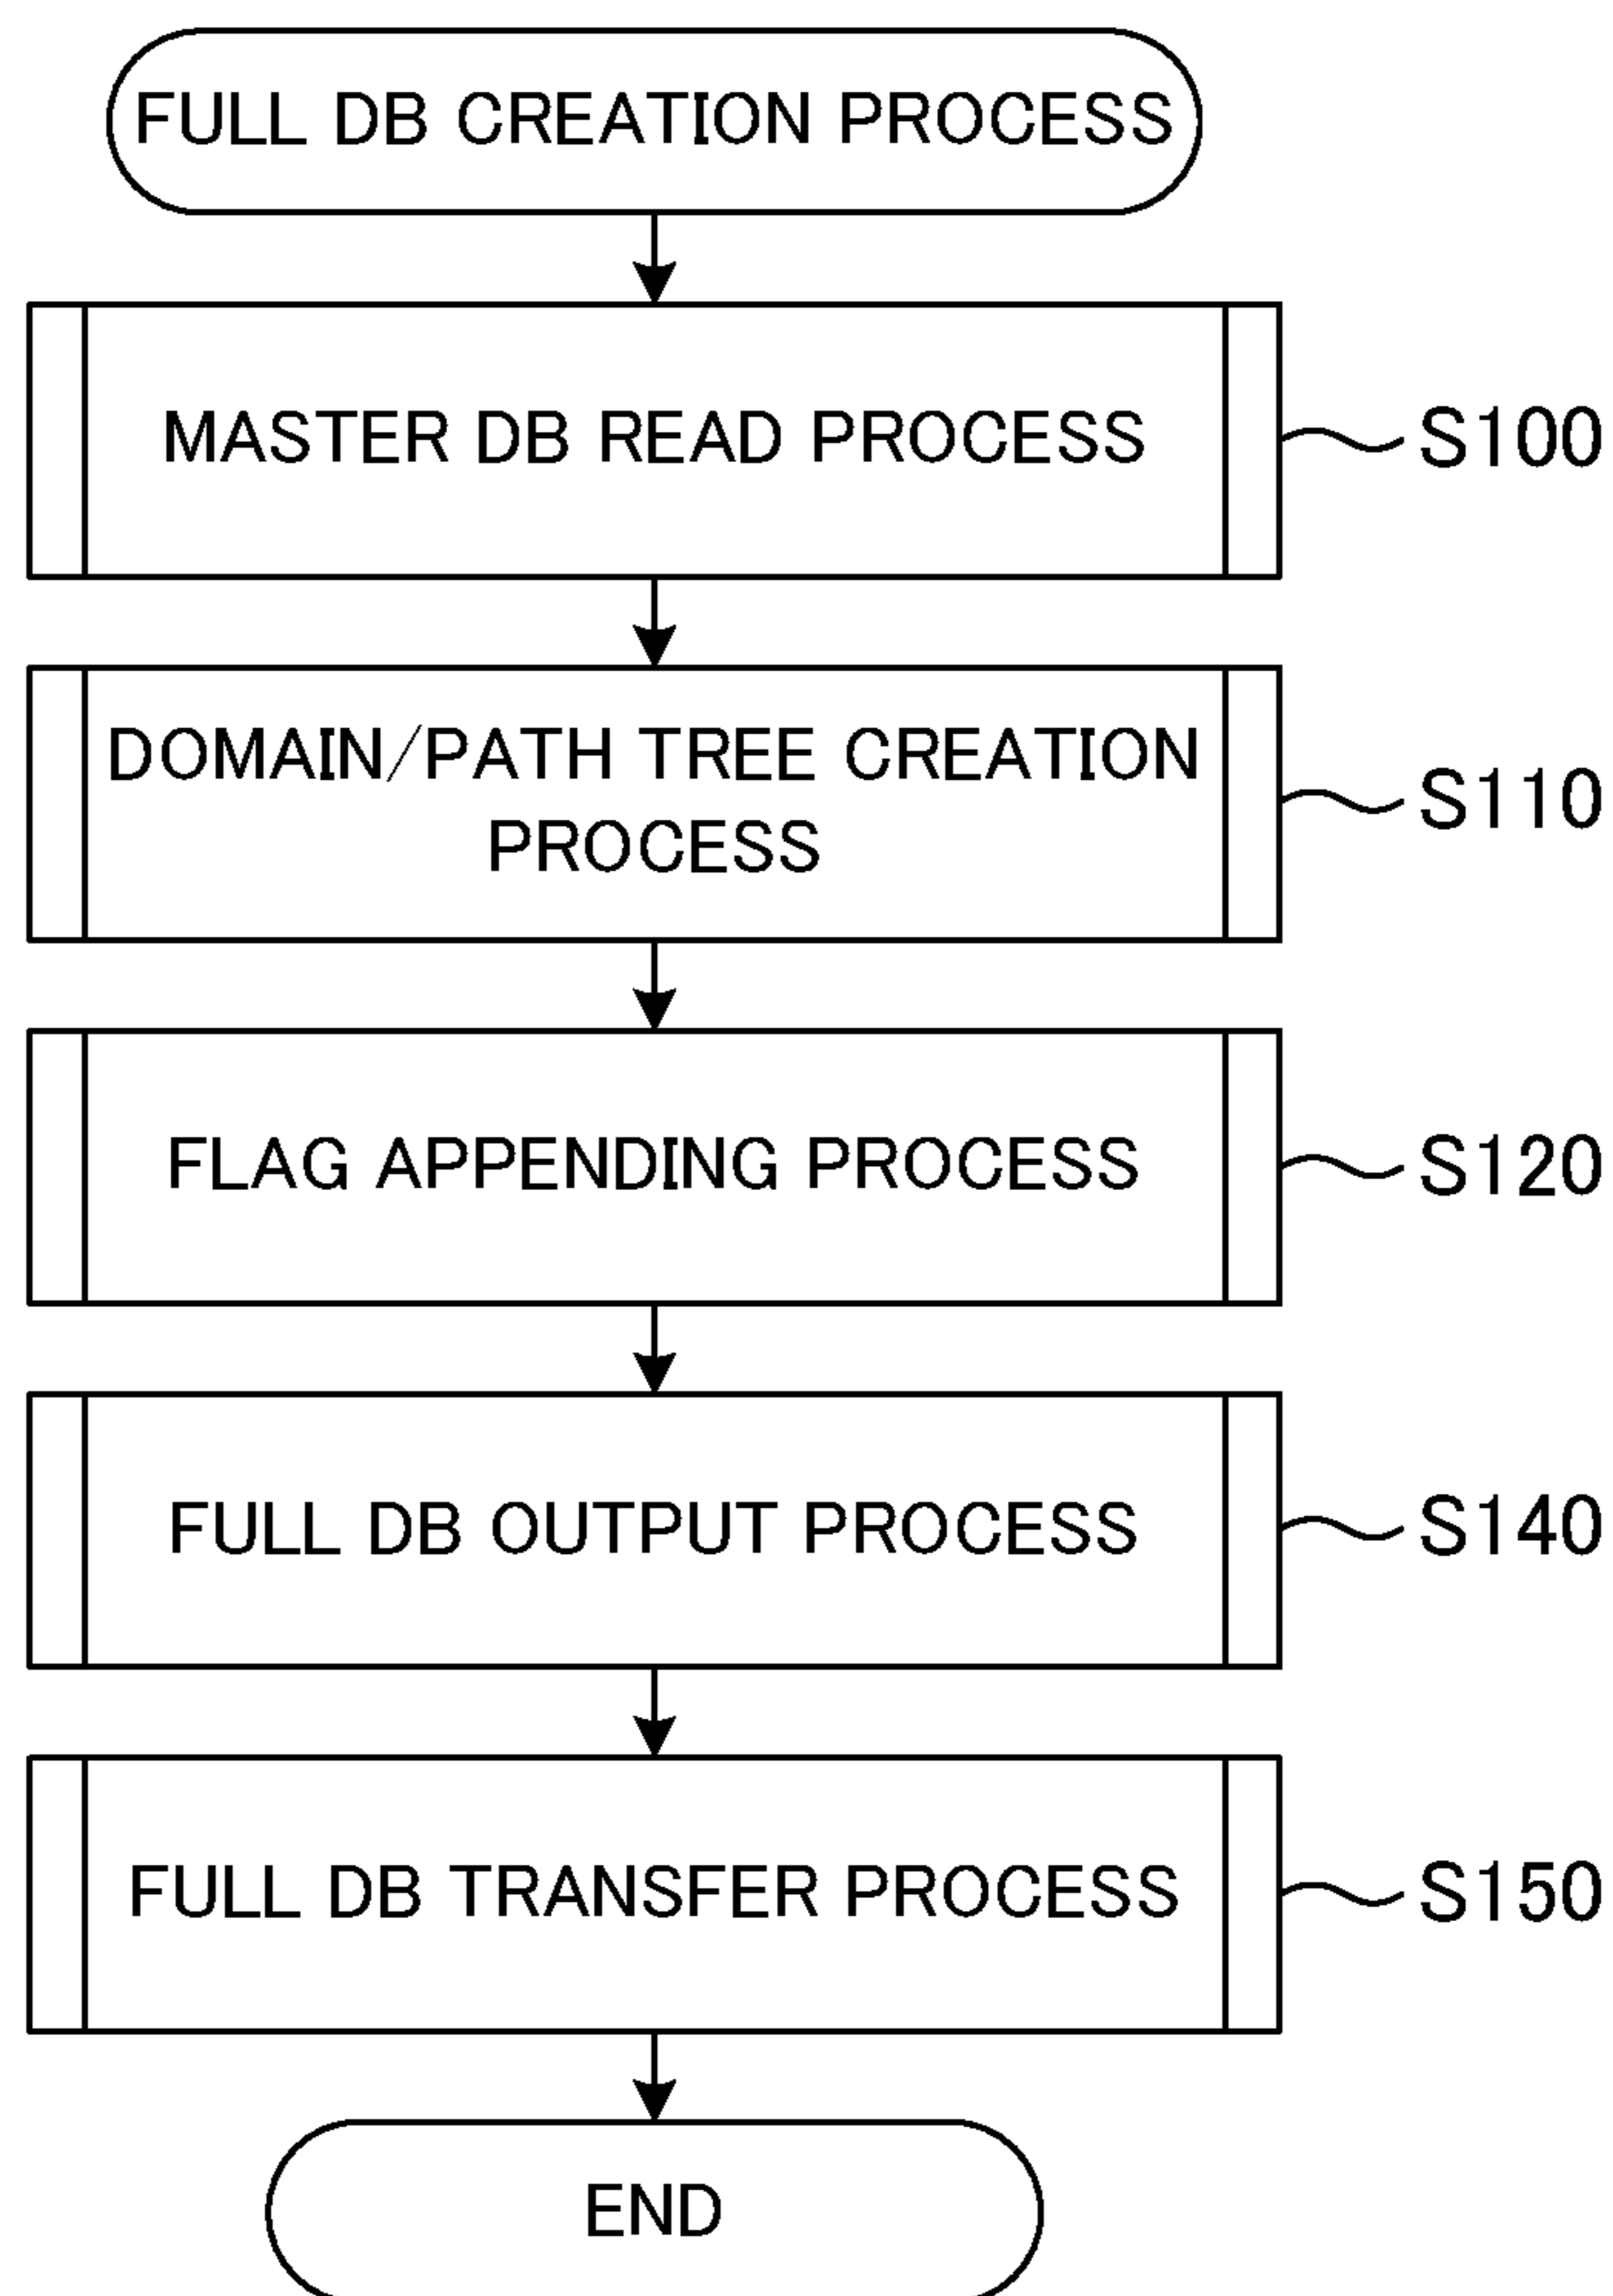 FULL DB CREATION PROCESS
MASTER DB READ PROCESS
S100
DOMAIN/PATH TREE CREATION
PROCESS
S110
FLAG APPENDING PROCESS
S120
FULL DB OUTPUT PROCESS
S140
FULL DB TRANSFER PROCESS
S150
END